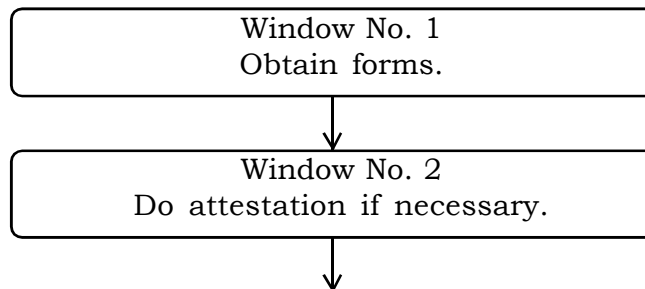 Window No. 1
Obtain forms.
Window No. 2
Do attestation if necessary.